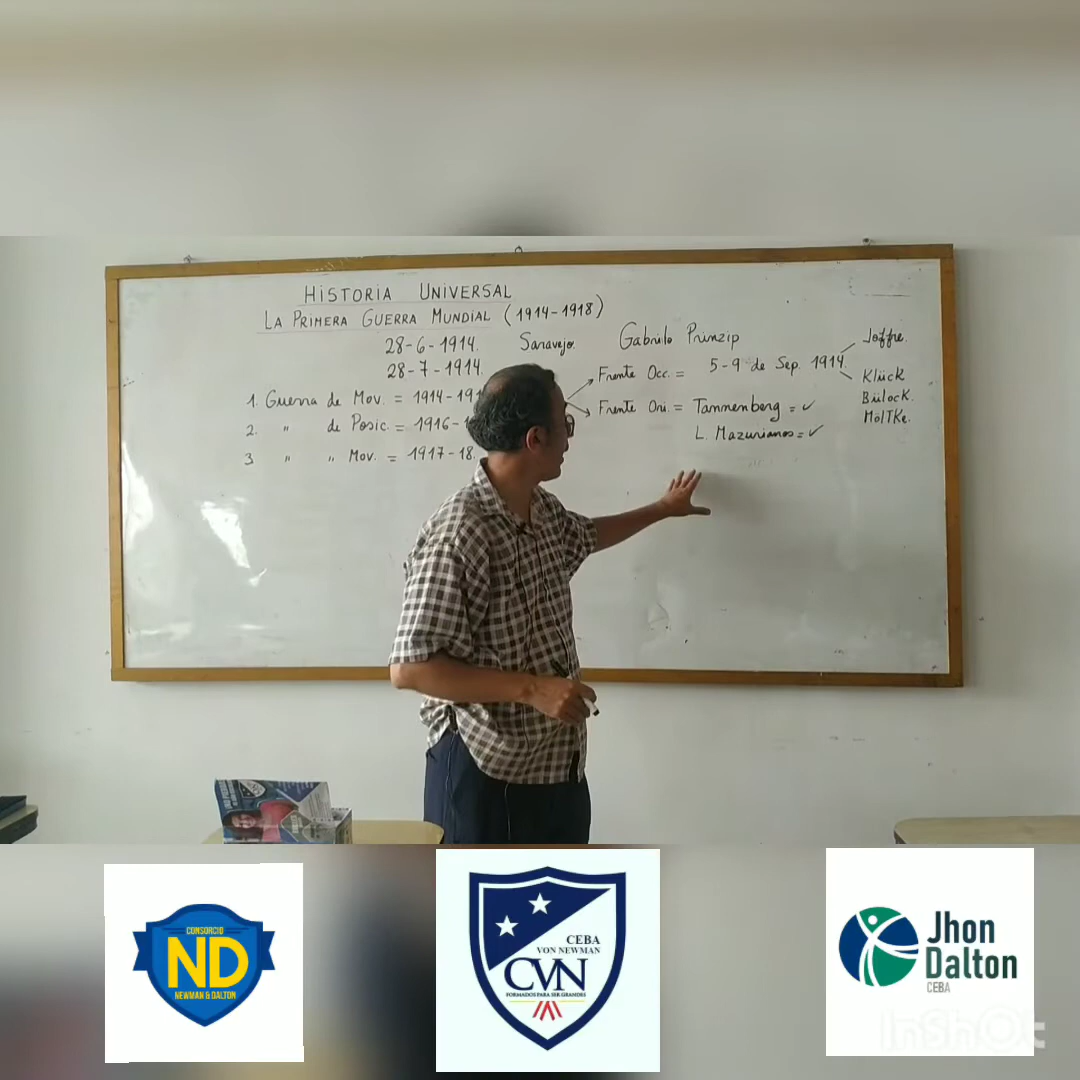 HISTORIA UNIVERSAL
LA PRIMERA GUERRA MUNDIAL (1914-1918)
28-6-1914. Saravejo. Gabrilo Prinzip
28-7-1914.
1. Guerra de Mov. = 1914-191
2. " de Posic. = 1916-
3 " " Mov. = 1917-18.
Frente Occ. = 5-9 de Sep. 1914.
Joffre.
Klück
Bülock.
MolTKe.
Frente Ori. = Tannenberg = ✓
L. Mazurianos = ✓
CONSORCIO
ND
NEWMAN & DALTON
CEBA
VON NEWMAN
CVN
FORMADOS PARA SER GRANDES
Jhon
Dalton
CEBA
InShOt